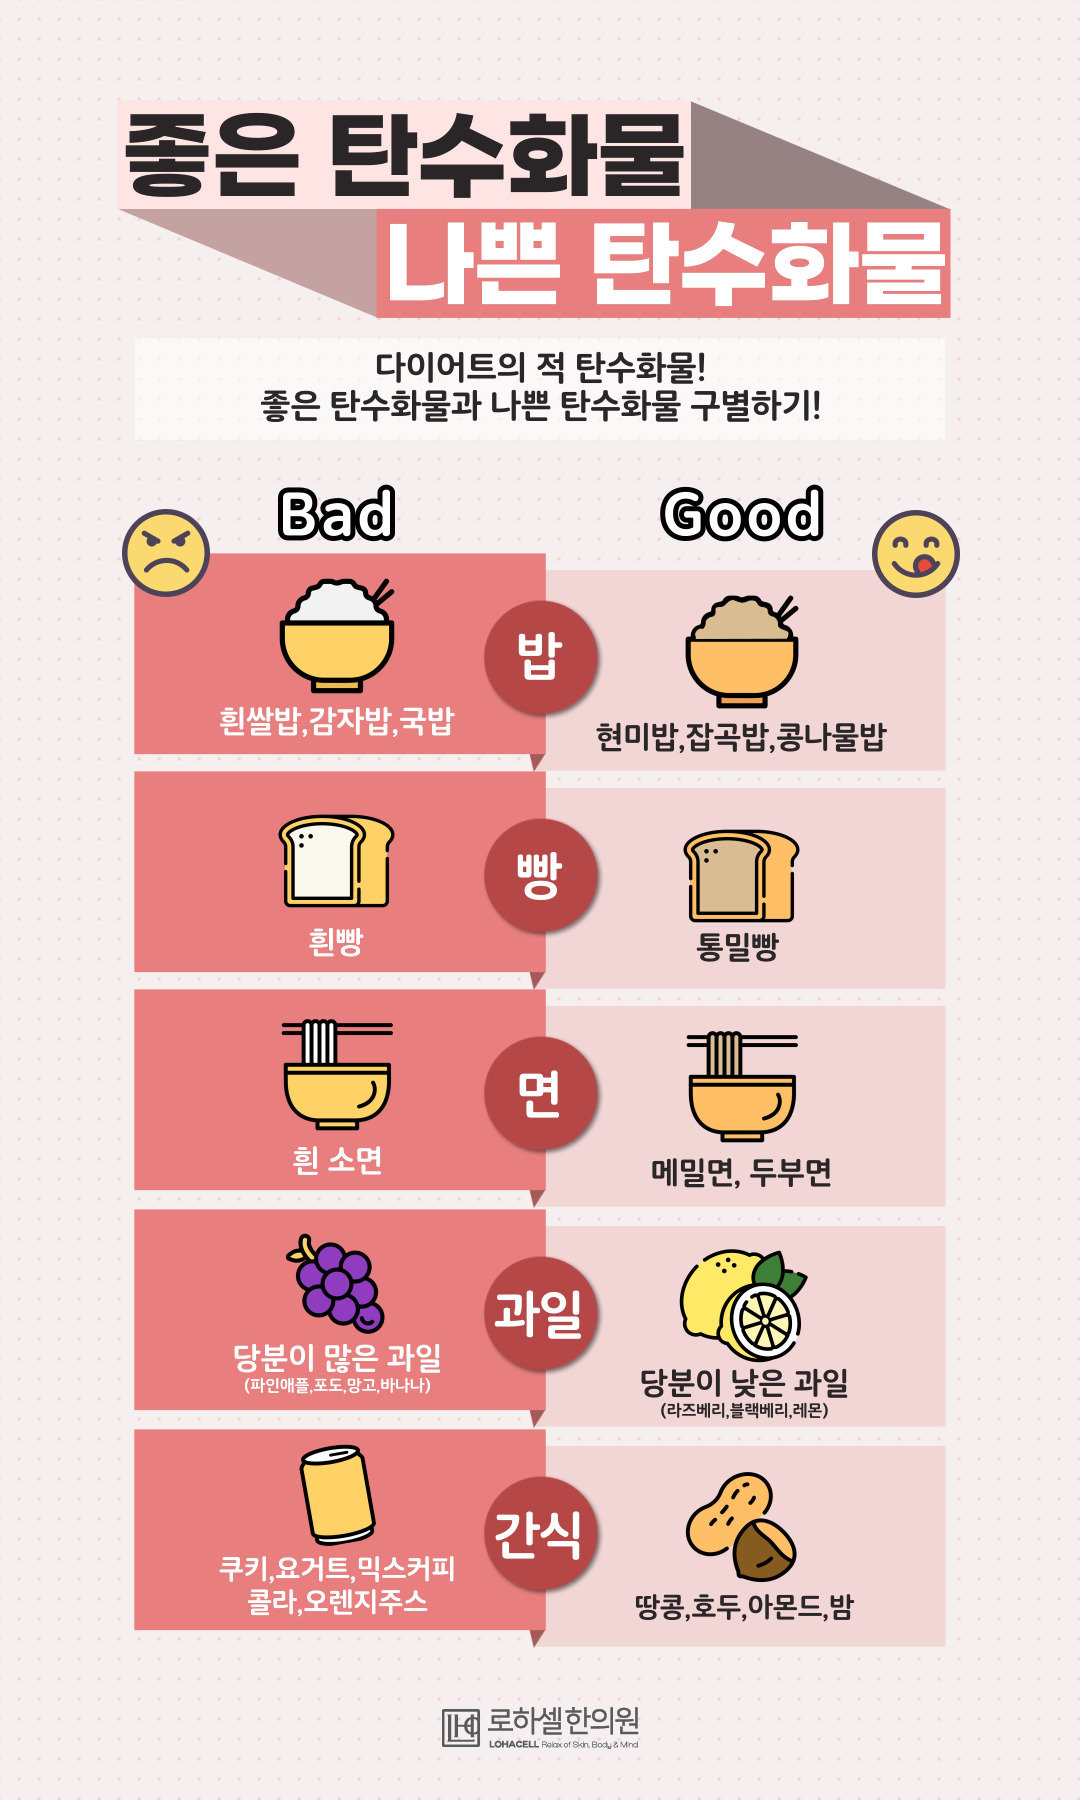 좋은 탄수화물
나쁜 탄수화물
다이어트의 적 탄수화물!
좋은 탄수화물과 나쁜 탄수화물 구별하기!
Bad
Good
밥
흰쌀밥,감자밥,국밥
현미밥,잡곡밥,콩나물밥
빵
흰빵
통밀빵
면
흰 소면
메밀면, 두부면
과일
당분이 많은 과일
(파인애플,포도,망고,바나나)
당분이 낮은 과일
(라즈베리,블랙베리,레몬)
간식
쿠키,요거트,믹스커피
콜라,오렌지주스
땅콩,호두,아몬드,밤
로하셀한의원
LOHACELL Relax of Skin, Body & Mind